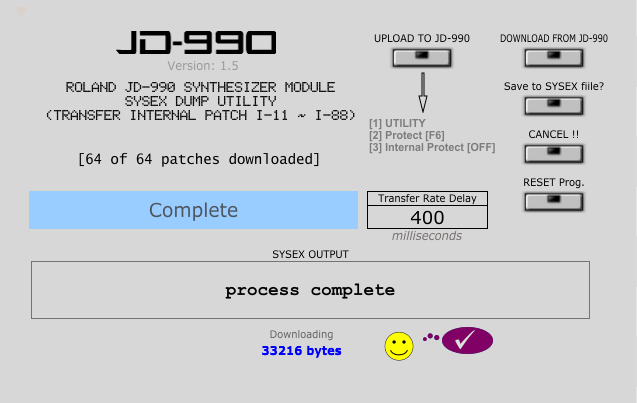 JD-990
Version: 1.5
ROLAND JD-990 SYNTHESIZER MODULE
SYSEX DUMP UTILITY
(TRANSFER INTERNAL PATCH I-11 ~ I-88)
[64 of 64 patches downloaded]
UPLOAD TO JD-990
[1] UTILITY
[2] Protect [F6]
[3] Internal Protect [OFF]
DOWNLOAD FROM JD-990
Save to SYSEX fiile?
CANCEL !!
RESET Prog.
Complete
Transfer Rate Delay
400
milliseconds
SYSEX OUTPUT
process complete
Downloading
33216 bytes